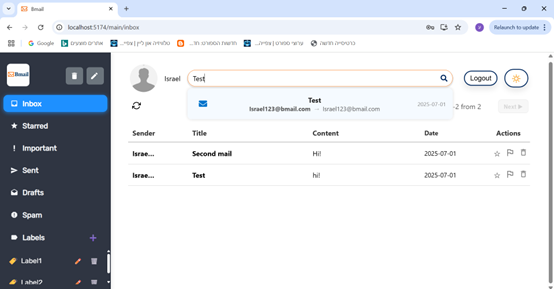 Bmail
localhost:5174/main/inbox
Relaunch to update
Google
אתרים מוצעים
טלוויזיה און ליין | צפייה...
חדשות הספורט: חד...
ערוצי ספורט - צפייה...
כרטיסייה חדשה
Bmail
Israel
Test
Logout
Test
Israel123@bmail.com → Israel123@bmail.com
2025-07-01
-2 from 2
Next
Inbox
Starred
Important
Sent
Drafts
Spam
Labels +
Label1
Label2
Sender Title Content Date Actions
Israe... Second mail Hi! 2025-07-01
Israe... Test hi! 2025-07-01